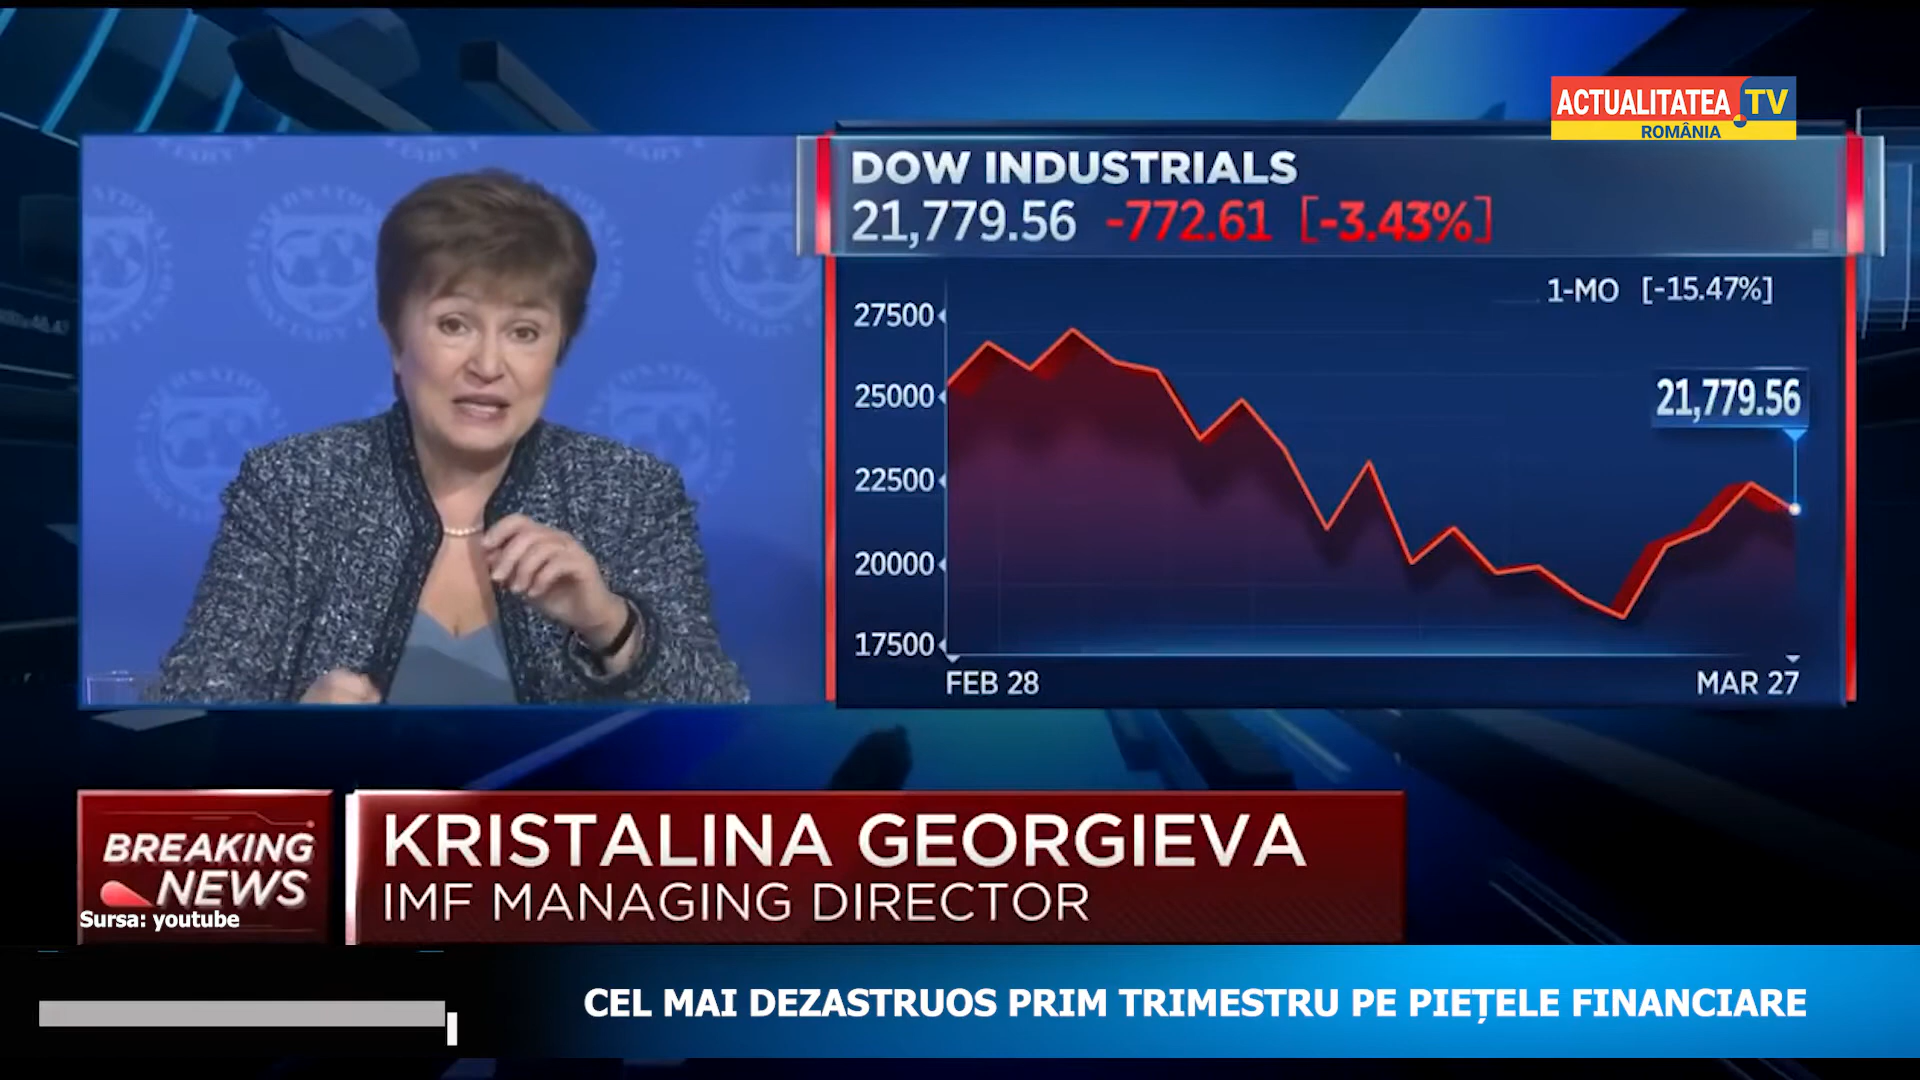 ACTUALITATEA.TV
ROMÂNIA
DOW INDUSTRIALS
21,779.56 -772.61 [-3.43%]
1-MO [-15.47%]
27500
25000
22500
20000
17500
21,779.56
FEB 28
MAR 27
INTERNATIONAL
BREAKING
NEWS
Sursa: youtube
KRISTALINA GEORGIEVA
IMF MANAGING DIRECTOR
CEL MAI DEZASTRUOS PRIM TRIMESTRU PE PIEȚELE FINANCIARE